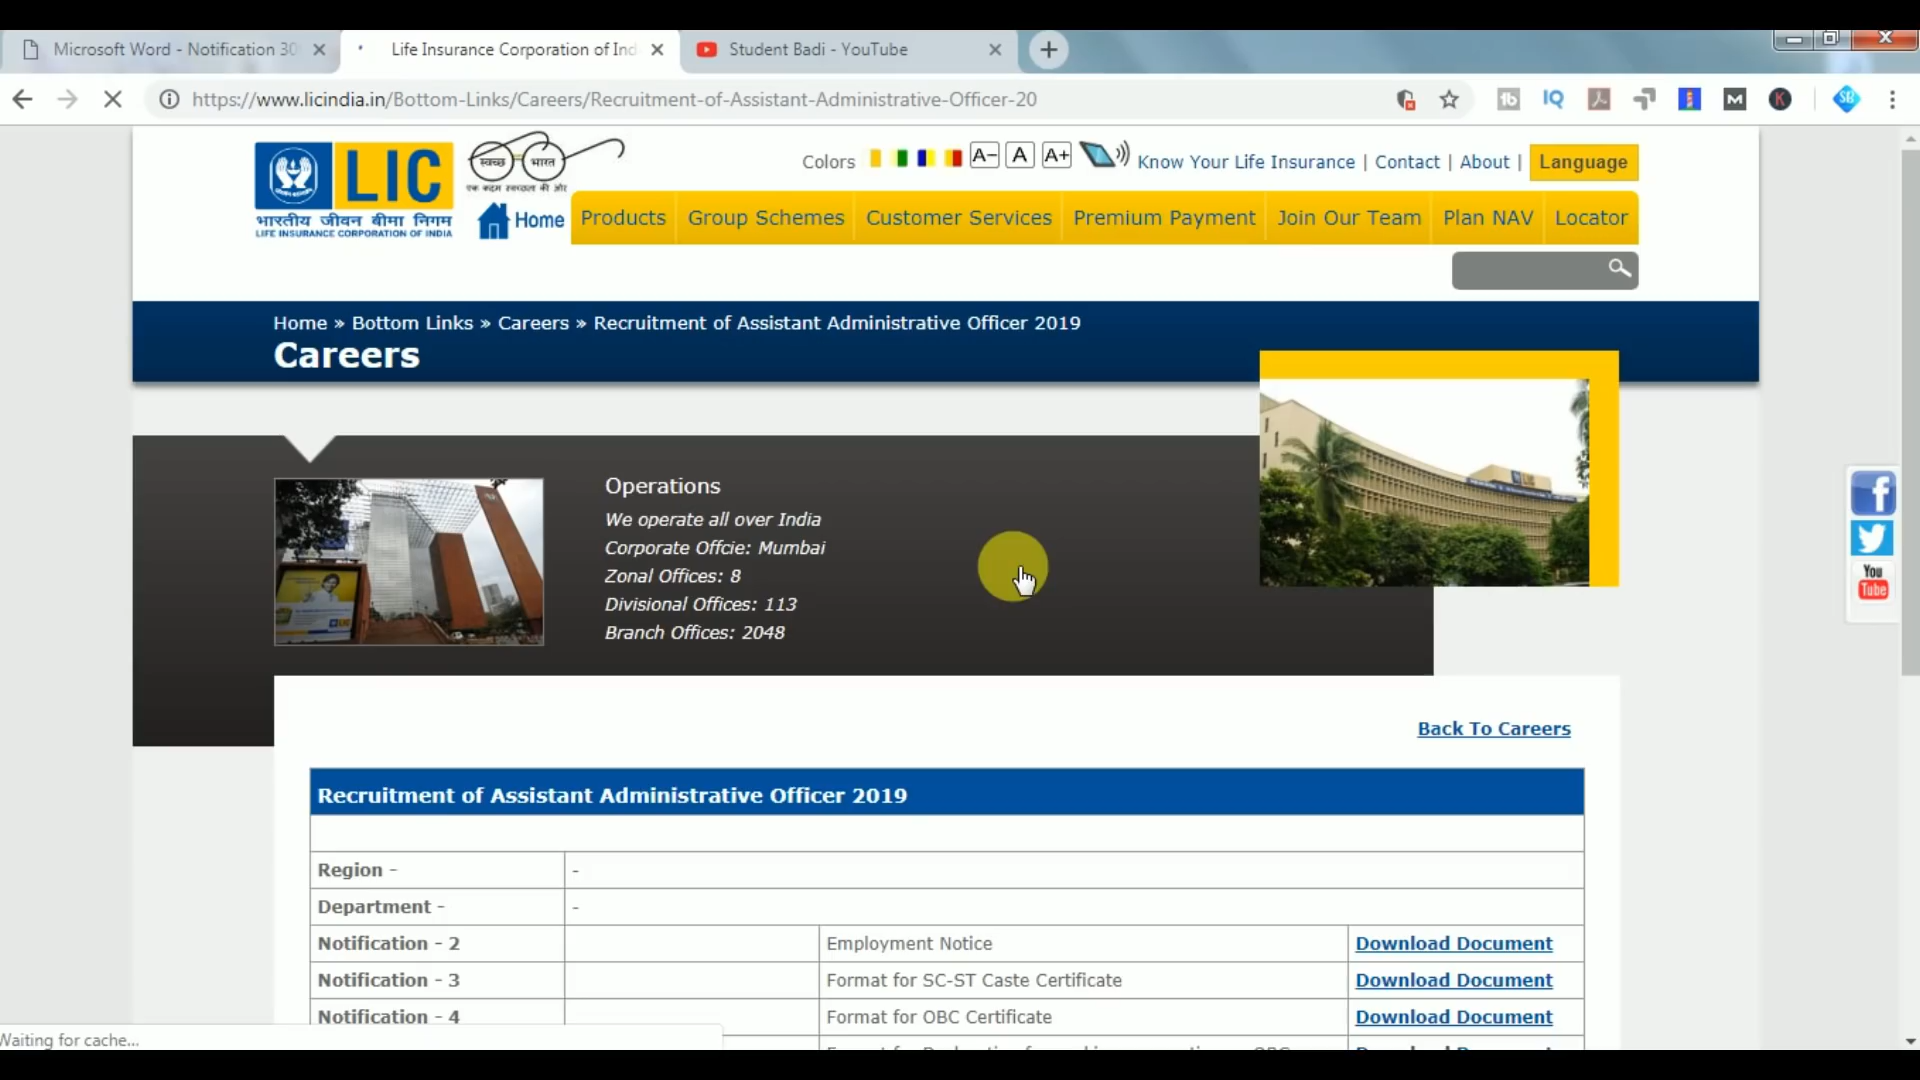 Microsoft Word - Notification 30
Life Insurance Corporation of Ind
Student Badi - YouTube
https://www.licindia.in/Bottom-Links/Careers/Recruitment-of-Assistant-Administrative-Officer-20
LIC
भारतीय जीवन बीमा निगम
LIFE INSURANCE CORPORATION OF INDIA
स्वच्छ भारत
एक कदम स्वच्छता की ओर
Colors A- A A+ Know Your Life Insurance | Contact | About | Language
Home Products Group Schemes Customer Services Premium Payment Join Our Team Plan NAV Locator
Home » Bottom Links » Careers » Recruitment of Assistant Administrative Officer 2019
Careers
Operations
We operate all over India
Corporate Offcie: Mumbai
Zonal Offices: 8
Divisional Offices: 113
Branch Offices: 2048
You
Tube
Back To Careers
Recruitment of Assistant Administrative Officer 2019
Region - -
Department - -
Notification - 2 Employment Notice Download Document
Notification - 3 Format for SC-ST Caste Certificate Download Document
Notification - 4 Format for OBC Certificate Download Document
Waiting for cache...